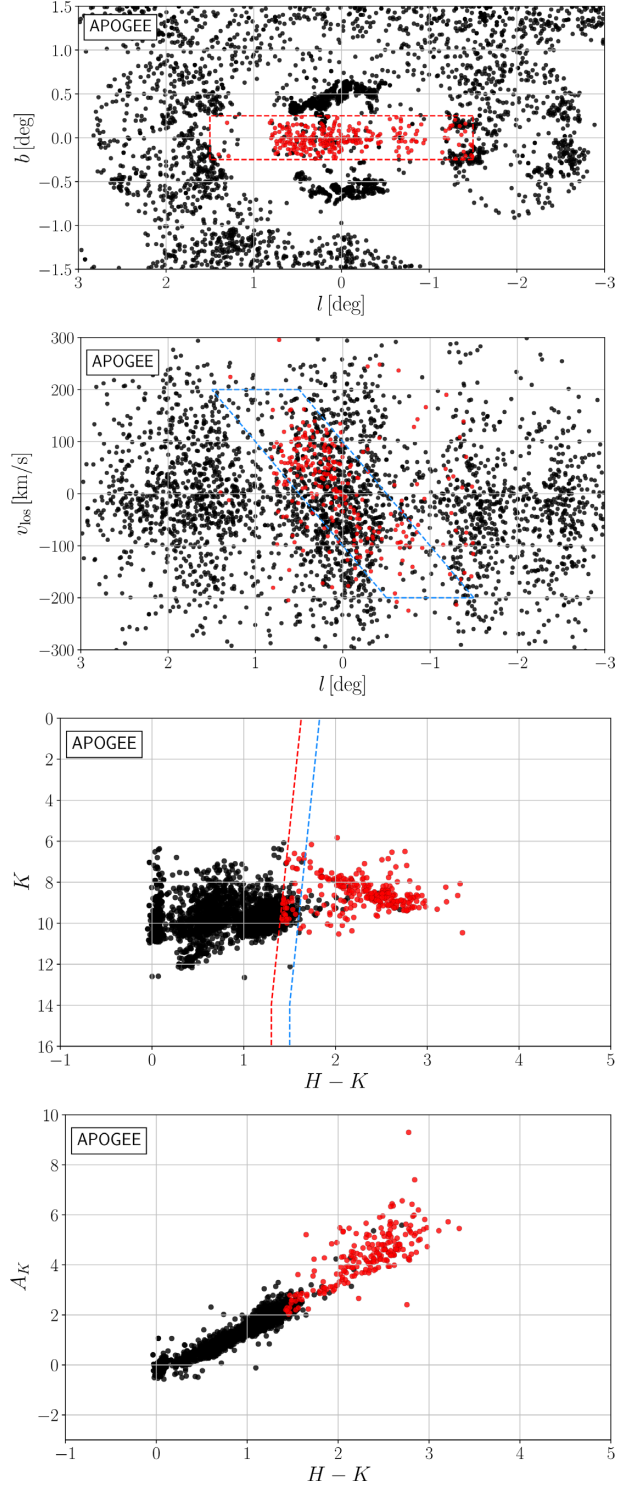 APOGEE
1.5
1.0
0.5
0.0
−0.5
−1.0
−1.5
b [deg]
3 2 1 0 −1 −2 −3
l [deg]
APOGEE
300
200
100
0
−100
−200
−300
v_los [km/s]
3 2 1 0 −1 −2 −3
l [deg]
APOGEE
0
2
4
6
8
10
12
14
16
K
−1 0 1 2 3 4 5
H − K
APOGEE
10
8
6
4
2
0
−2
A_K
−1 0 1 2 3 4 5
H − K